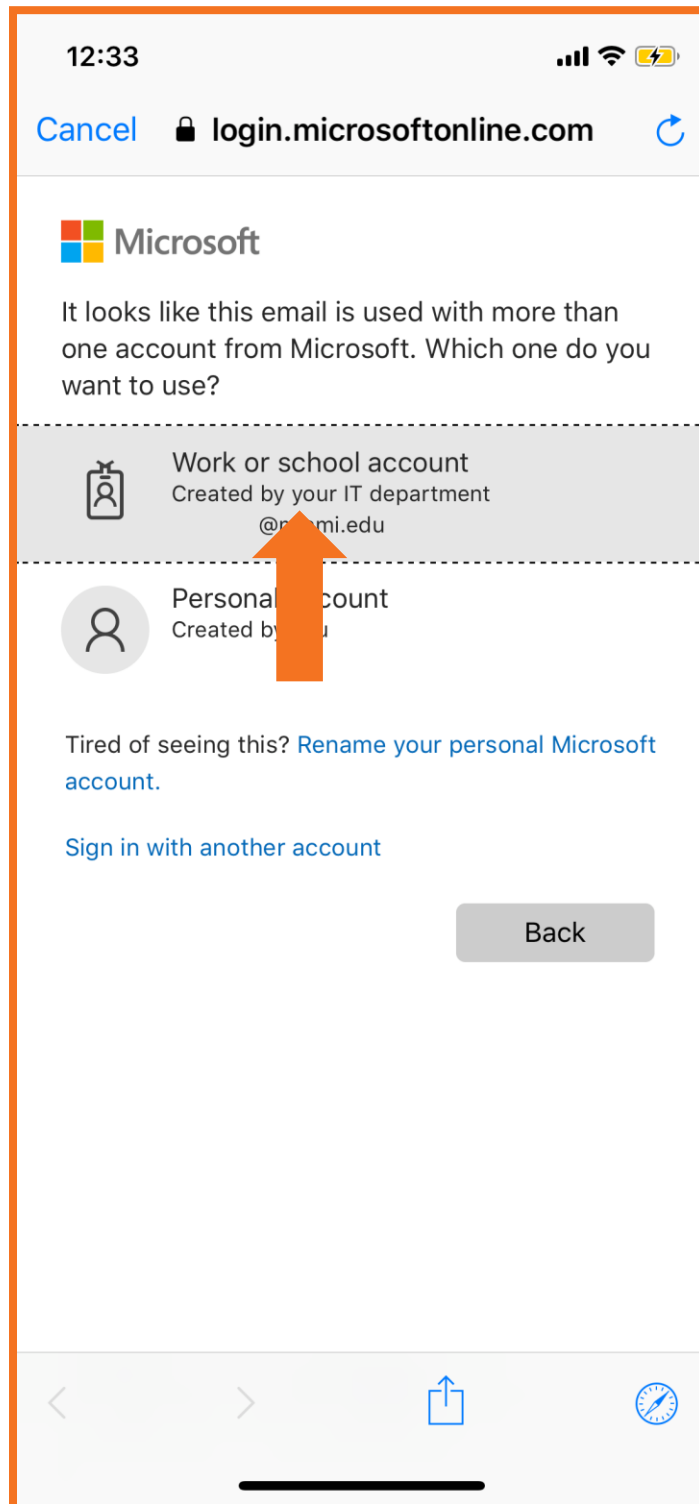 12:33
Cancel login.microsoftonline.com
Microsoft
It looks like this email is used with more than
one account from Microsoft. Which one do you
want to use?
Work or school account
Created by your IT department
Personal
Created
Tired of seeing this? Rename your personal Microsoft
account.
Sign in with another account
Back